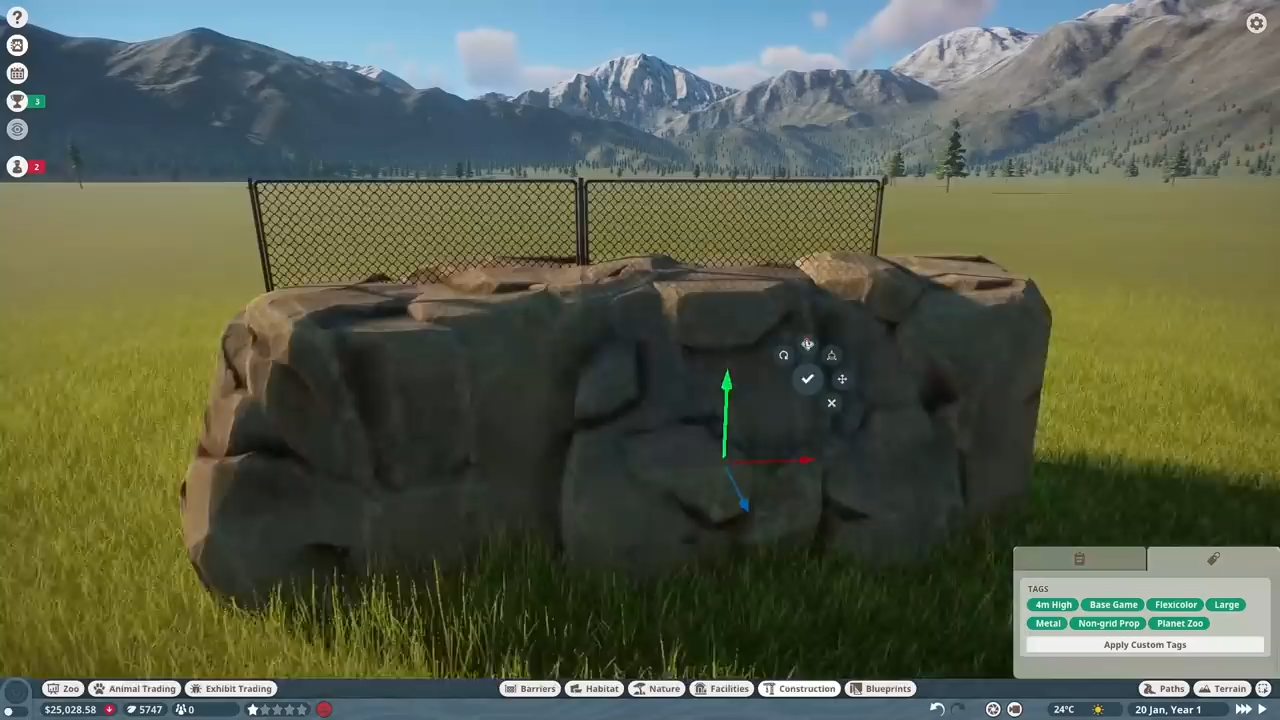 ?
3
2
TAGS
4m High Base Game Flexicolor Large
Metal Non-grid Prop Planet Zoo
Apply Custom Tags
Zoo Animal Trading Exhibit Trading Barriers Habitat Nature Facilities Construction Blueprints Paths Terrain
$25,028.58 5747 0 24°C 20 Jan, Year 1